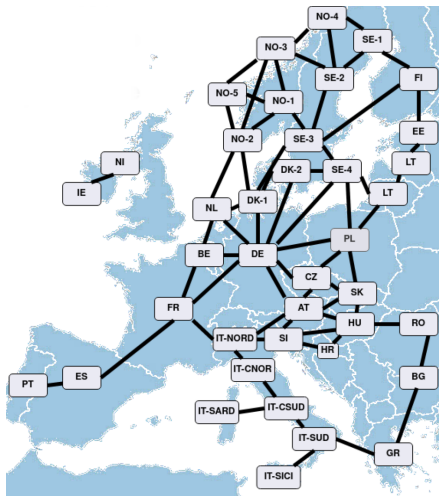 NO-4
SE-1
NO-3
SE-2
FI
NO-5
NO-1
EE
NO-2
SE-3
NI
LT
DK-2
SE-4
IE
LT
DK-1
NL
PL
BE
DE
CZ
SK
FR
AT
HU
RO
IT-NORD
SI
HR
IT-CNOR
PT
ES
BG
IT-SARD
IT-CSUD
IT-SUD
GR
IT-SICI